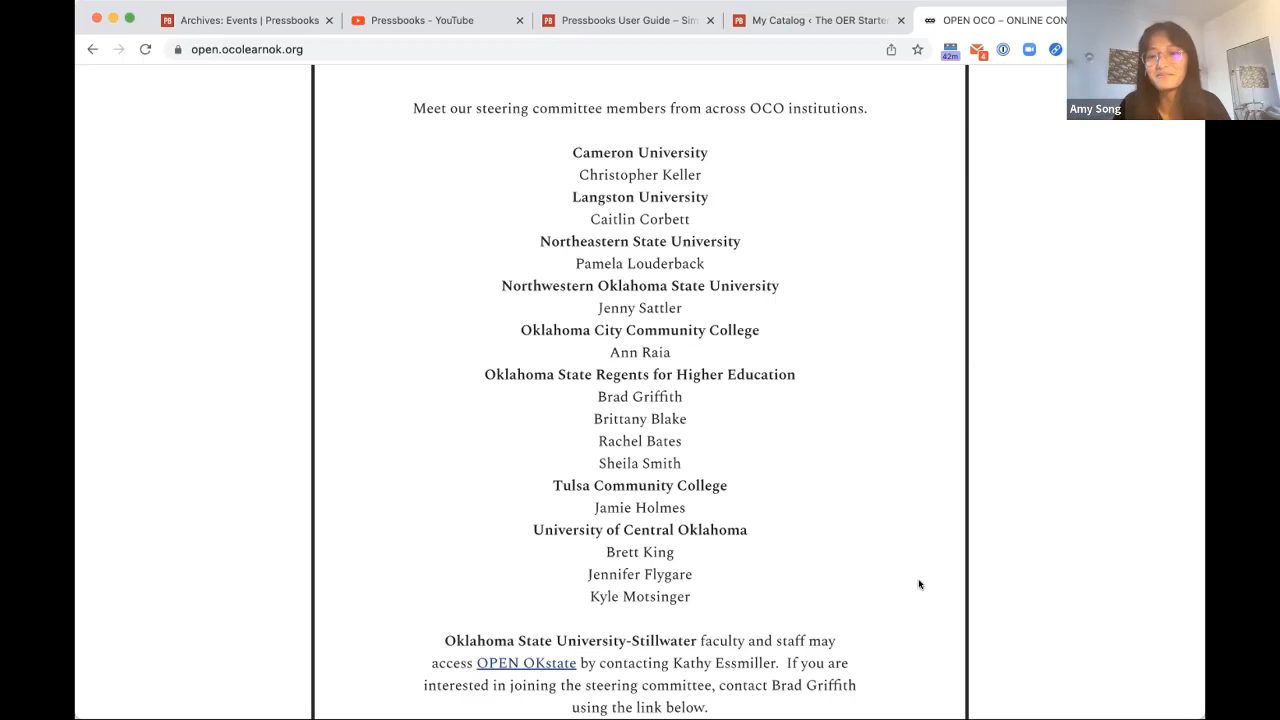 Archives: Events | Pressbooks
Pressbooks - YouTube
Pressbooks User Guide – Sim
My Catalog ‹ The OER Starter
OPEN OCO – ONLINE CON
open.ocolearnok.org
42m
4
Amy Song
Meet our steering committee members from across OCO institutions.
Cameron University
Christopher Keller
Langston University
Caitlin Corbett
Northeastern State University
Pamela Louderback
Northwestern Oklahoma State University
Jenny Sattler
Oklahoma City Community College
Ann Raia
Oklahoma State Regents for Higher Education
Brad Griffith
Brittany Blake
Rachel Bates
Sheila Smith
Tulsa Community College
Jamie Holmes
University of Central Oklahoma
Brett King
Jennifer Flygare
Kyle Motsinger
Oklahoma State University-Stillwater faculty and staff may
access OPEN OKstate by contacting Kathy Essmiller. If you are
interested in joining the steering committee, contact Brad Griffith
using the link below.